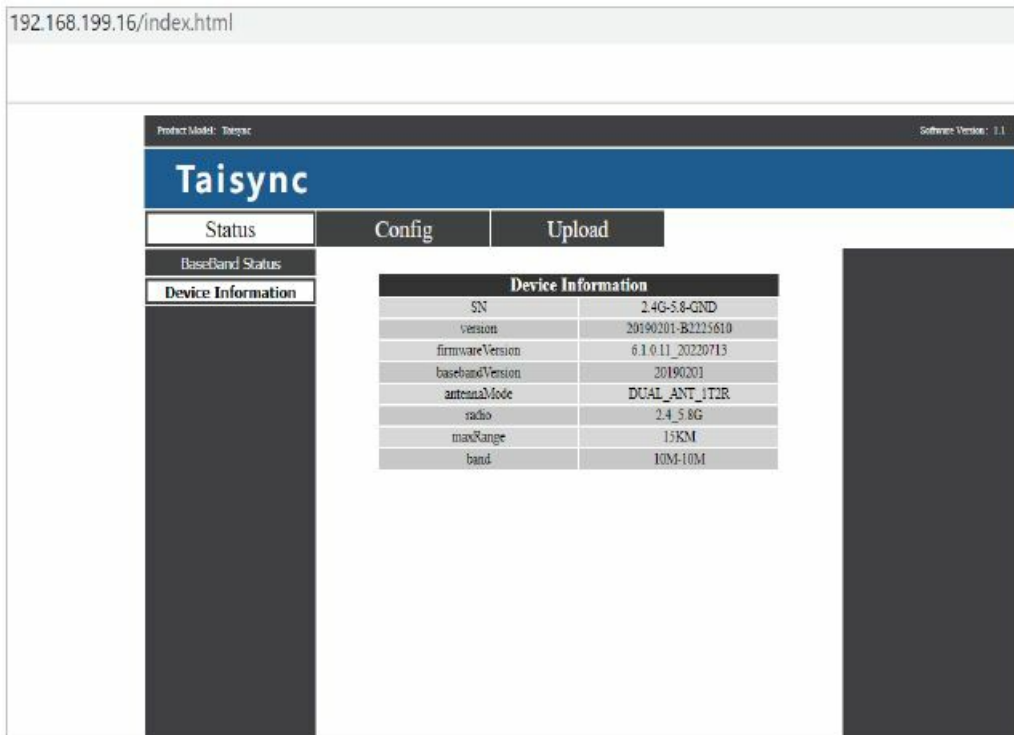 192.168.199.16/index.html
Product Model: Taisync Software Version: 1.1
Taisync
Status Config Upload
BaseBand Status
Device Information
Device Information
SN 2.4G-5.8-GND
version 20190201-B2225610
firmwareVersion 6.1.0.11_20220713
basebandVersion 20190201
antennaMode DUAL_ANT_1T2R
radio 2.4_5.8G
maxRange 15KM
band 10M-10M